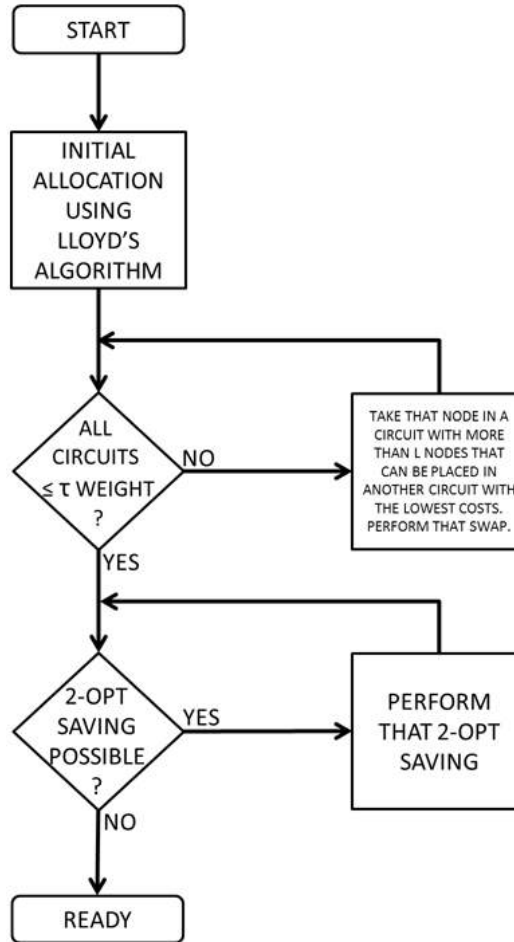 START
INITIAL
ALLOCATION
USING
LLOYD'S
ALGORITHM
ALL
CIRCUITS
≤ τ WEIGHT
?
NO
TAKE THAT NODE IN A
CIRCUIT WITH MORE
THAN L NODES THAT
CAN BE PLACED IN
ANOTHER CIRCUIT WITH
THE LOWEST COSTS.
PERFORM THAT SWAP.
YES
2-OPT
SAVING
POSSIBLE
?
YES
PERFORM
THAT 2-OPT
SAVING
NO
READY